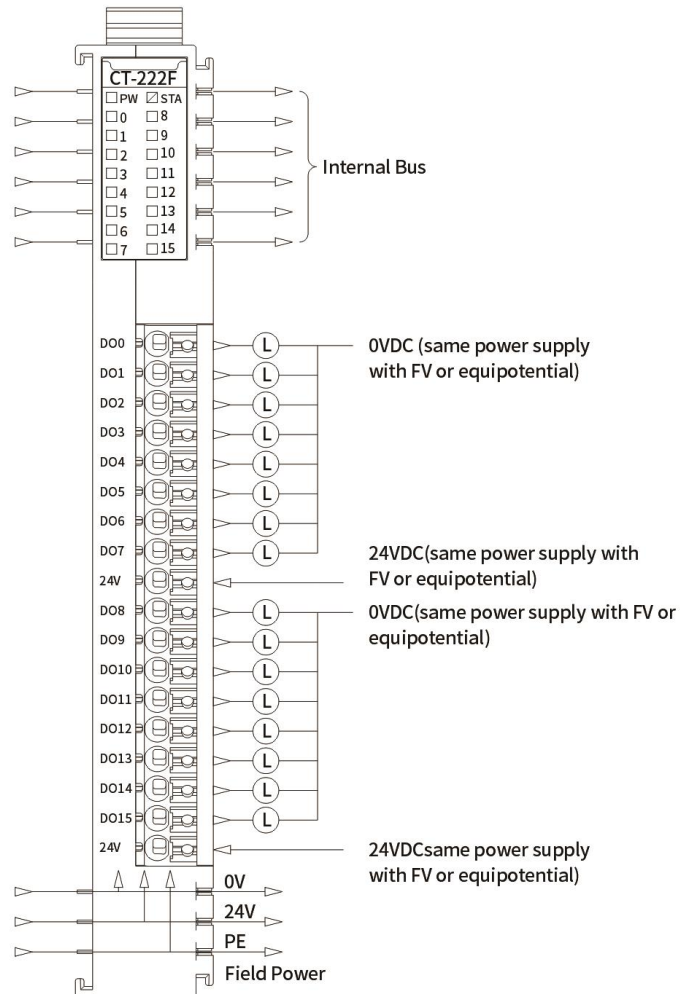 CT-222F
PW STA
0 8
1 9
2 10
3 11
4 12
5 13
6 14
7 15
Internal Bus
DO0 L 0VDC (same power supply
with FV or equipotential)
DO1 L
DO2 L
DO3 L
DO4 L
DO5 L
DO6 L
DO7 L
24V 24VDC(same power supply with
FV or equipotential)
DO8 L 0VDC(same power supply with FV or
equipotential)
DO9 L
DO10 L
DO11 L
DO12 L
DO13 L
DO14 L
DO15 L
24V 24VDCsame power supply
with FV or equipotential)
0V
24V
PE
Field Power